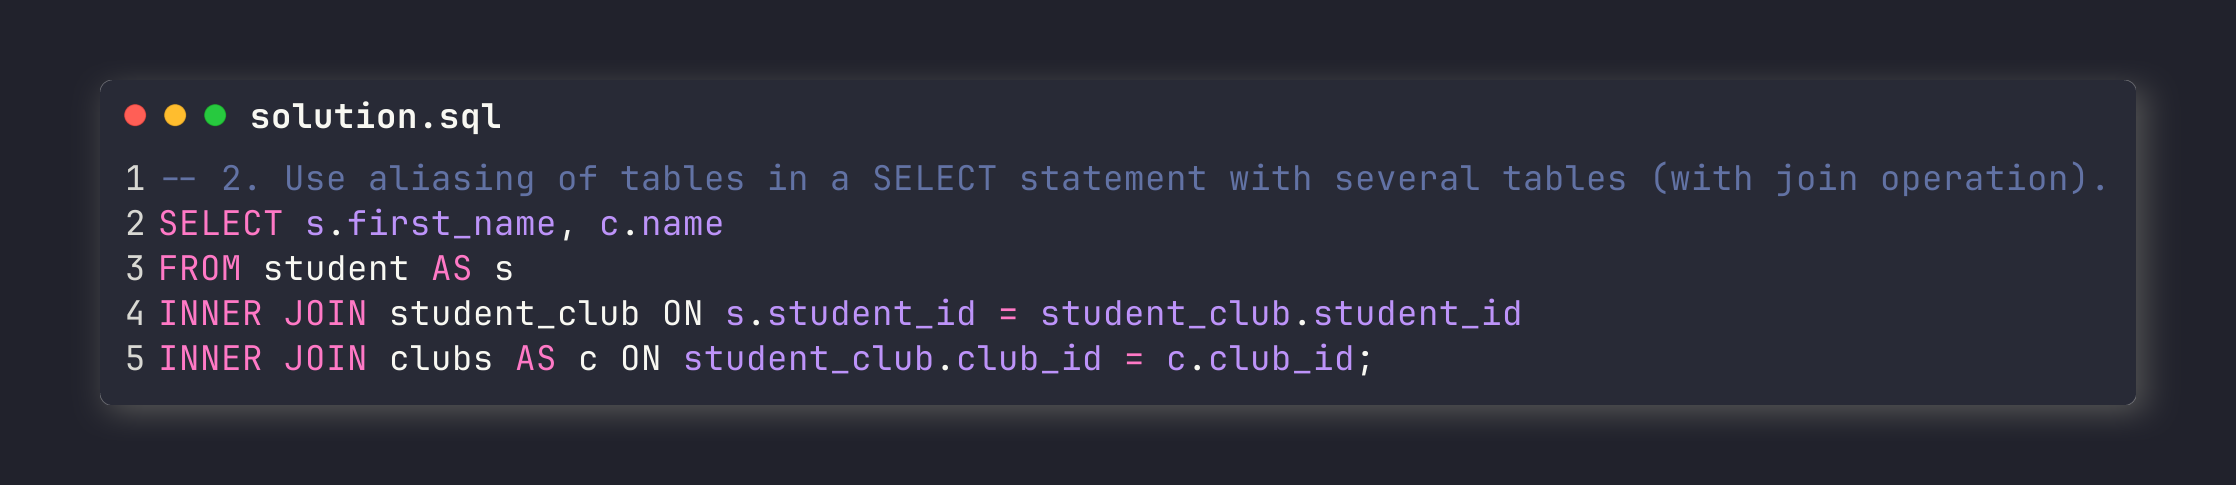 solution.sql
1 -- 2. Use aliasing of tables in a SELECT statement with several tables (with join operation).
2 SELECT s.first_name, c.name
3 FROM student AS s
4 INNER JOIN student_club ON s.student_id = student_club.student_id
5 INNER JOIN clubs AS c ON student_club.club_id = c.club_id;